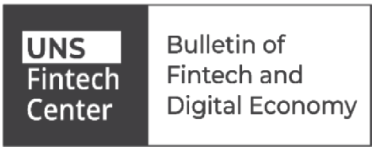 UNS
Fintech
Center
Bulletin of
Fintech and
Digital Economy